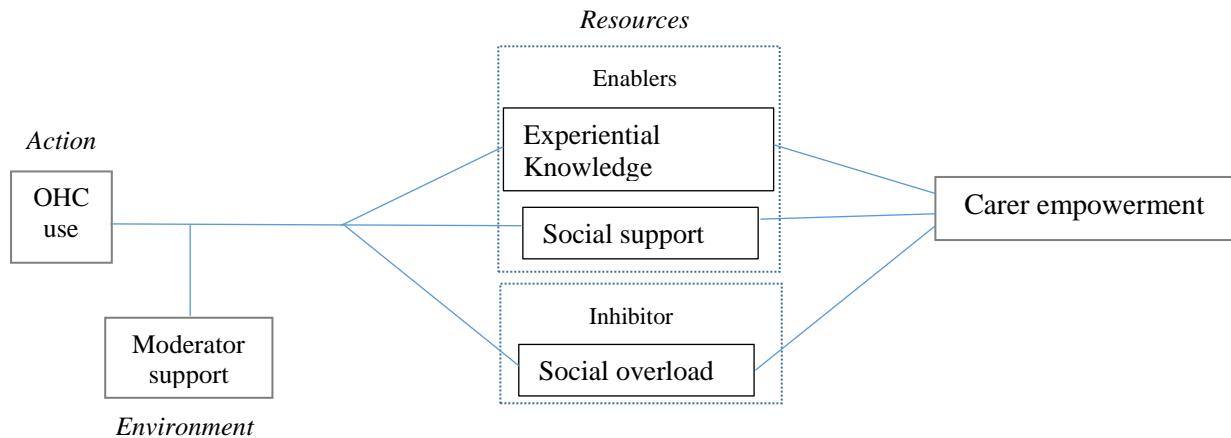 Resources
Enablers
Experiential
Knowledge
Action
OHC
use
Carer empowerment
Social support
Inhibitor
Moderator
support
Social overload
Environment